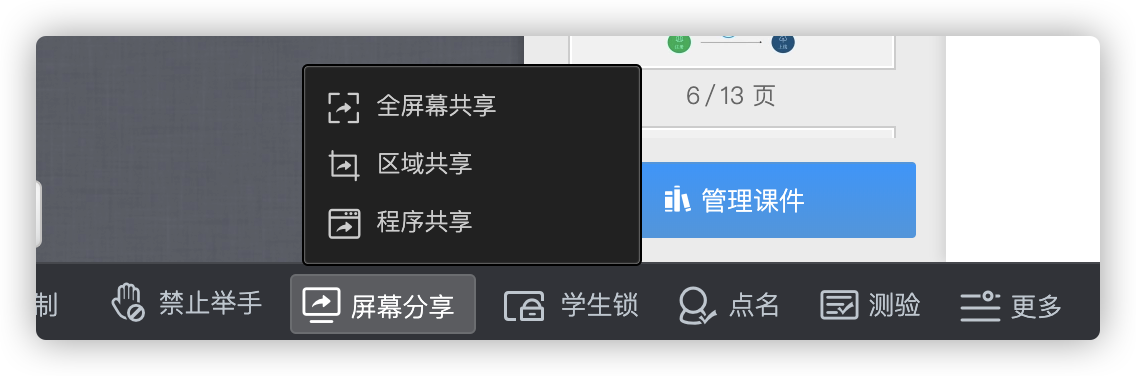 6/13 页
全屏幕共享
区域共享
程序共享
管理课件
制
禁止举手
屏幕分享
学生锁
点名
测验
更多